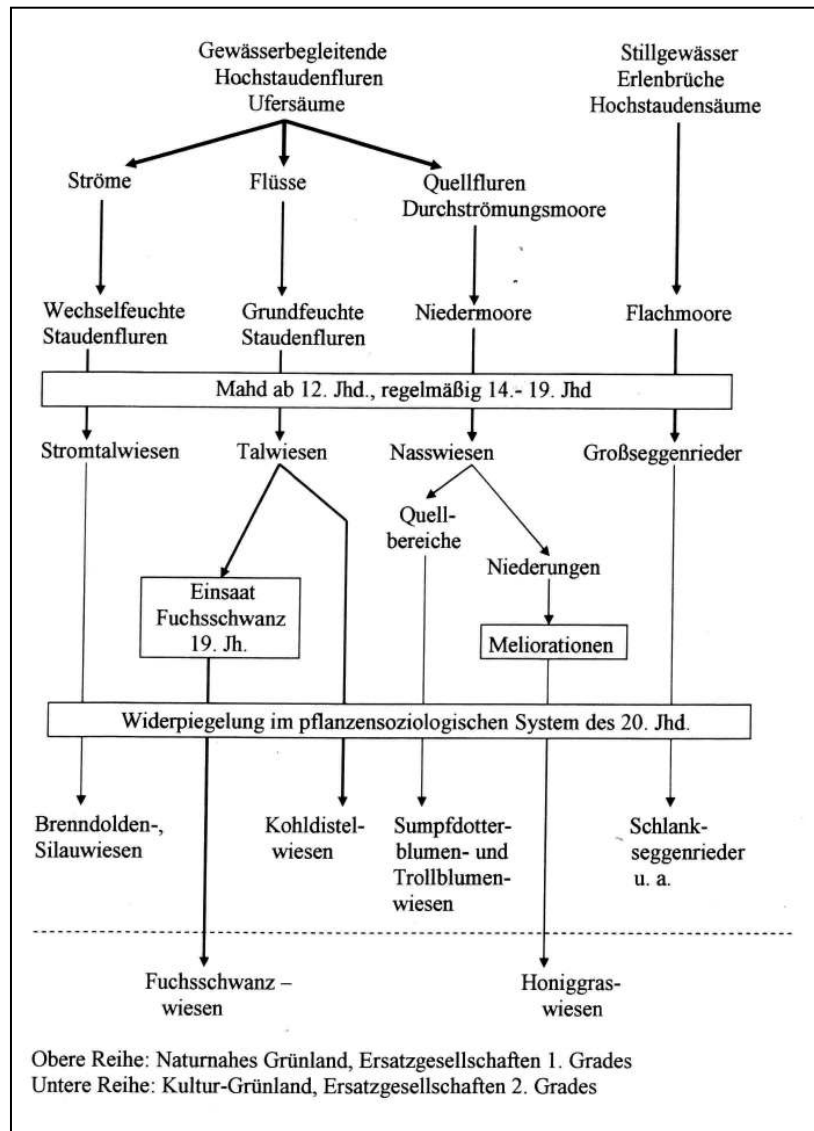 Gewässerbegleitende
Hochstaudenfluren
Ufersäume
Stillgewässer
Erlenbrüche
Hochstaudensäume
Ströme
Flüsse
Quellfluren
Durchströmungsmoore
Wechselfeuchte
Staudenfluren
Grundfeuchte
Staudenfluren
Niedermoore
Flachmoore
Mahd ab 12. Jhd., regelmäßig 14.- 19. Jhd
Stromtalwiesen
Talwiesen
Nasswiesen
Großseggenrieder
Quell-
bereiche
Niederungen
Einsaat
Fuchsschwanz
19. Jh.
Meliorationen
Widerpiegelung im pflanzensoziologischen System des 20. Jhd.
Brenndolden-,
Silauwiesen
Kohldistel-
wiesen
Sumpfdotter-
blumen- und
Trollblumen-
wiesen
Schlank-
seggenrieder
u. a.
Fuchsschwanz –
wiesen
Honiggras-
wiesen
Obere Reihe: Naturnahes Grünland, Ersatzgesellschaften 1. Grades
Untere Reihe: Kultur-Grünland, Ersatzgesellschaften 2. Grades